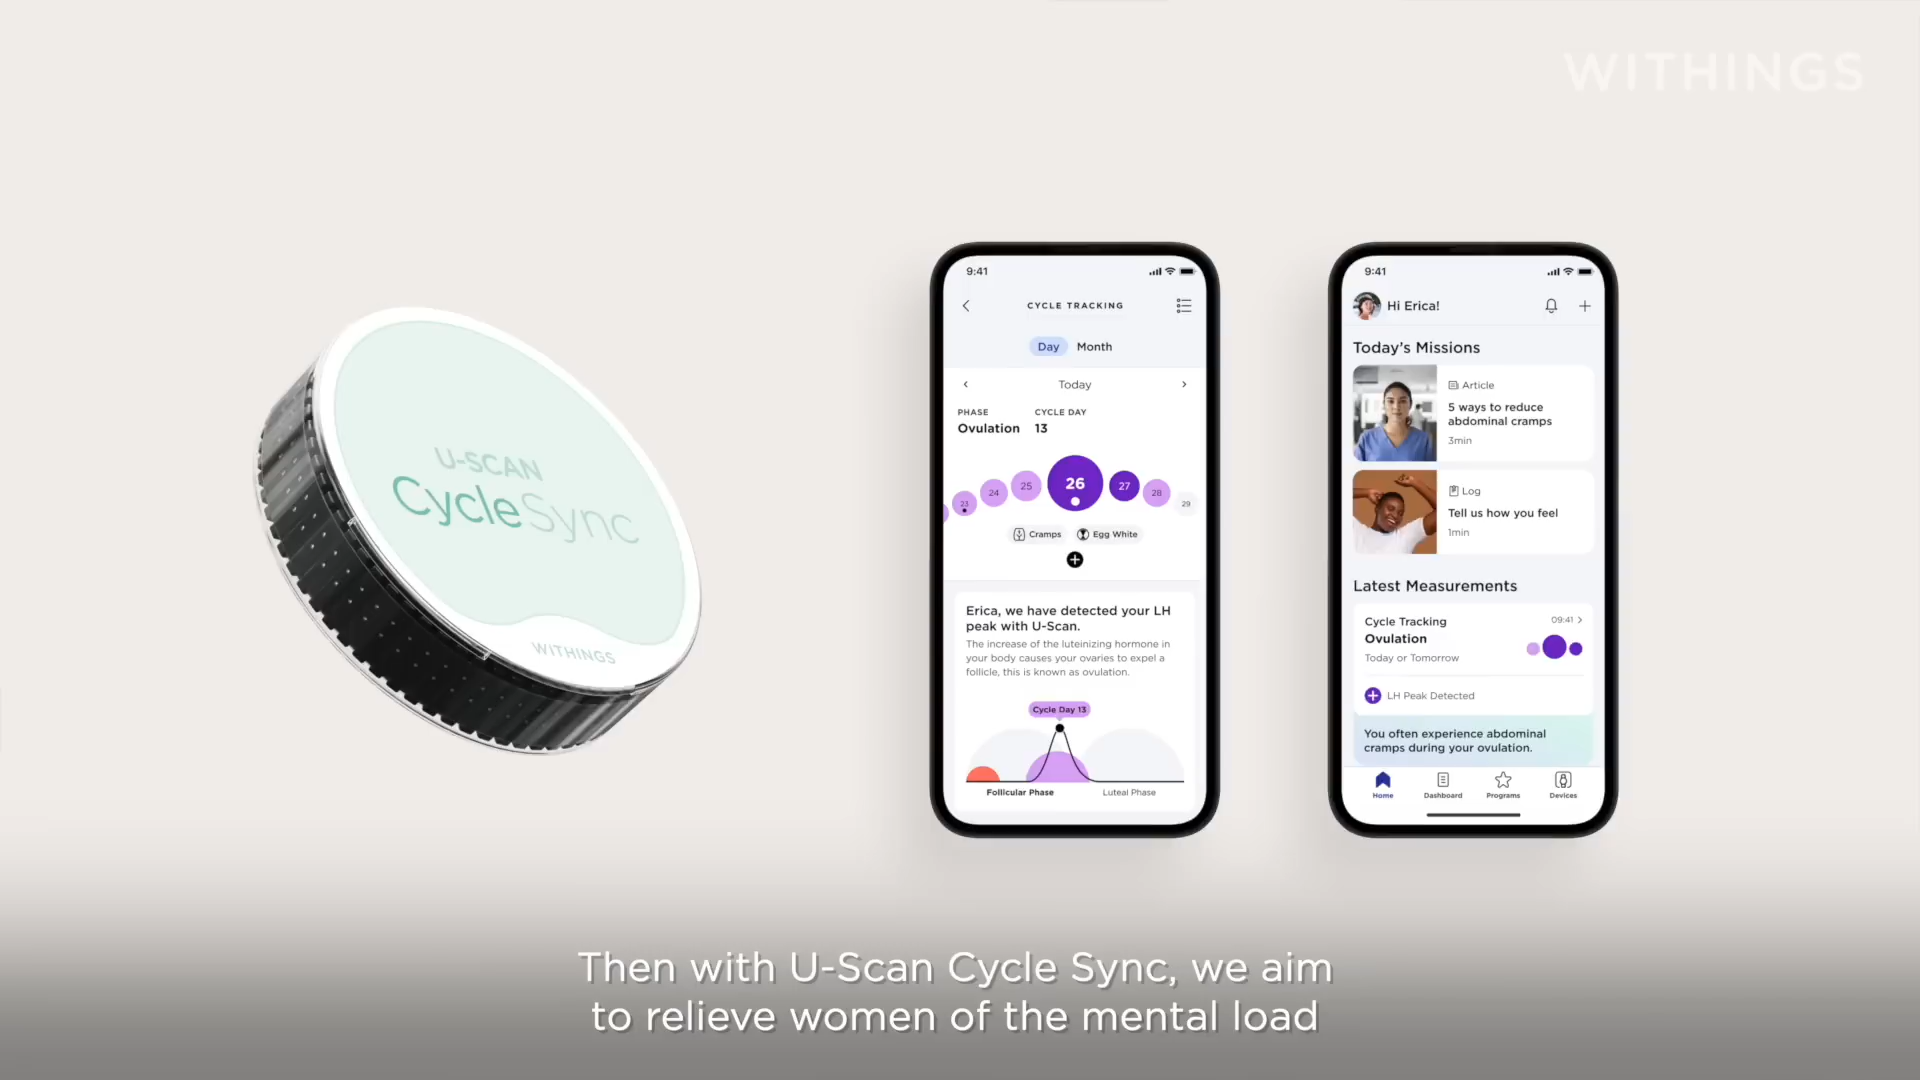 WITHINGS
U-SCAN
CycleSync
WITHINGS
9:41
CYCLE TRACKING
Day Month
Today
PHASE CYCLE DAY
Ovulation 13
23 24 25 26 27 28 29
Cramps Egg White
Erica, we have detected your LH
peak with U-Scan.
The increase of the luteinizing hormone in
your body causes your ovaries to expel a
follicle, this is known as ovulation.
Cycle Day 13
Follicular Phase Luteal Phase
9:41
Hi Erica!
Today's Missions
Article
5 ways to reduce
abdominal cramps
3min
Log
Tell us how you feel
1min
Latest Measurements
Cycle Tracking 09:41
Ovulation
Today or Tomorrow
LH Peak Detected
You often experience abdominal
cramps during your ovulation.
Home Dashboard Programs Devices
Then with U-Scan Cycle Sync, we aim
to relieve women of the mental load